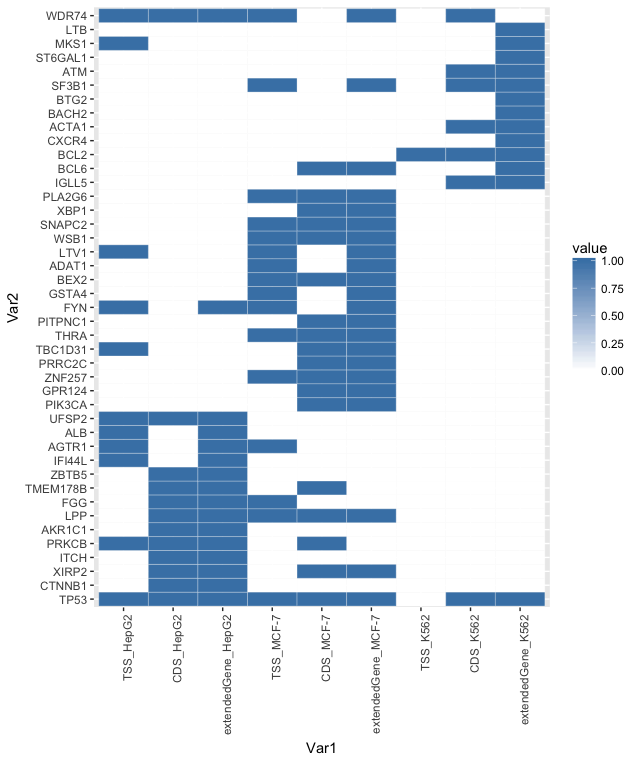 WDR74
LTB
MKS1
ST6GAL1
ATM
SF3B1
BTG2
BACH2
ACTA1
CXCR4
BCL2
BCL6
IGLL5
PLA2G6
XBP1
SNAPC2
WSB1
LTV1
ADAT1
BEX2
GSTA4
FYN
PITPNC1
THRA
TBC1D31
PRRC2C
ZNF257
GPR124
PIK3CA
UFSP2
ALB
AGTR1
IFI44L
ZBTB5
TMEM178B
FGG
LPP
AKR1C1
PRKCB
ITCH
XIRP2
CTNNB1
TP53
Var2
TSS_HepG2
CDS_HepG2
extendedGene_HepG2
TSS_MCF-7
CDS_MCF-7
extendedGene_MCF-7
TSS_K562
CDS_K562
extendedGene_K562
Var1
value
1.00
0.75
0.50
0.25
0.00